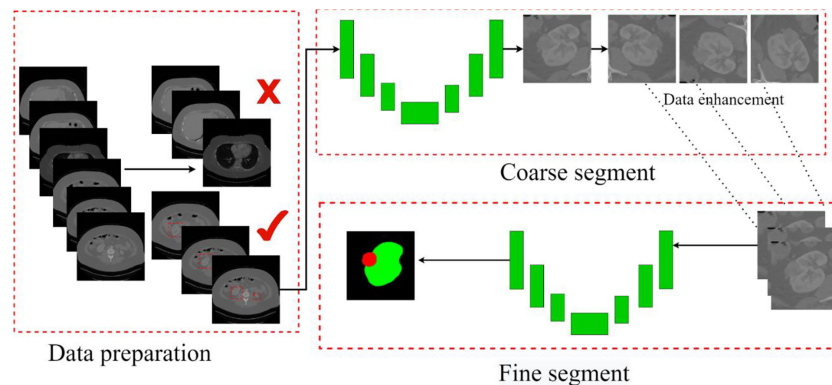 Data enhancement
Coarse segment
Data preparation
Fine segment